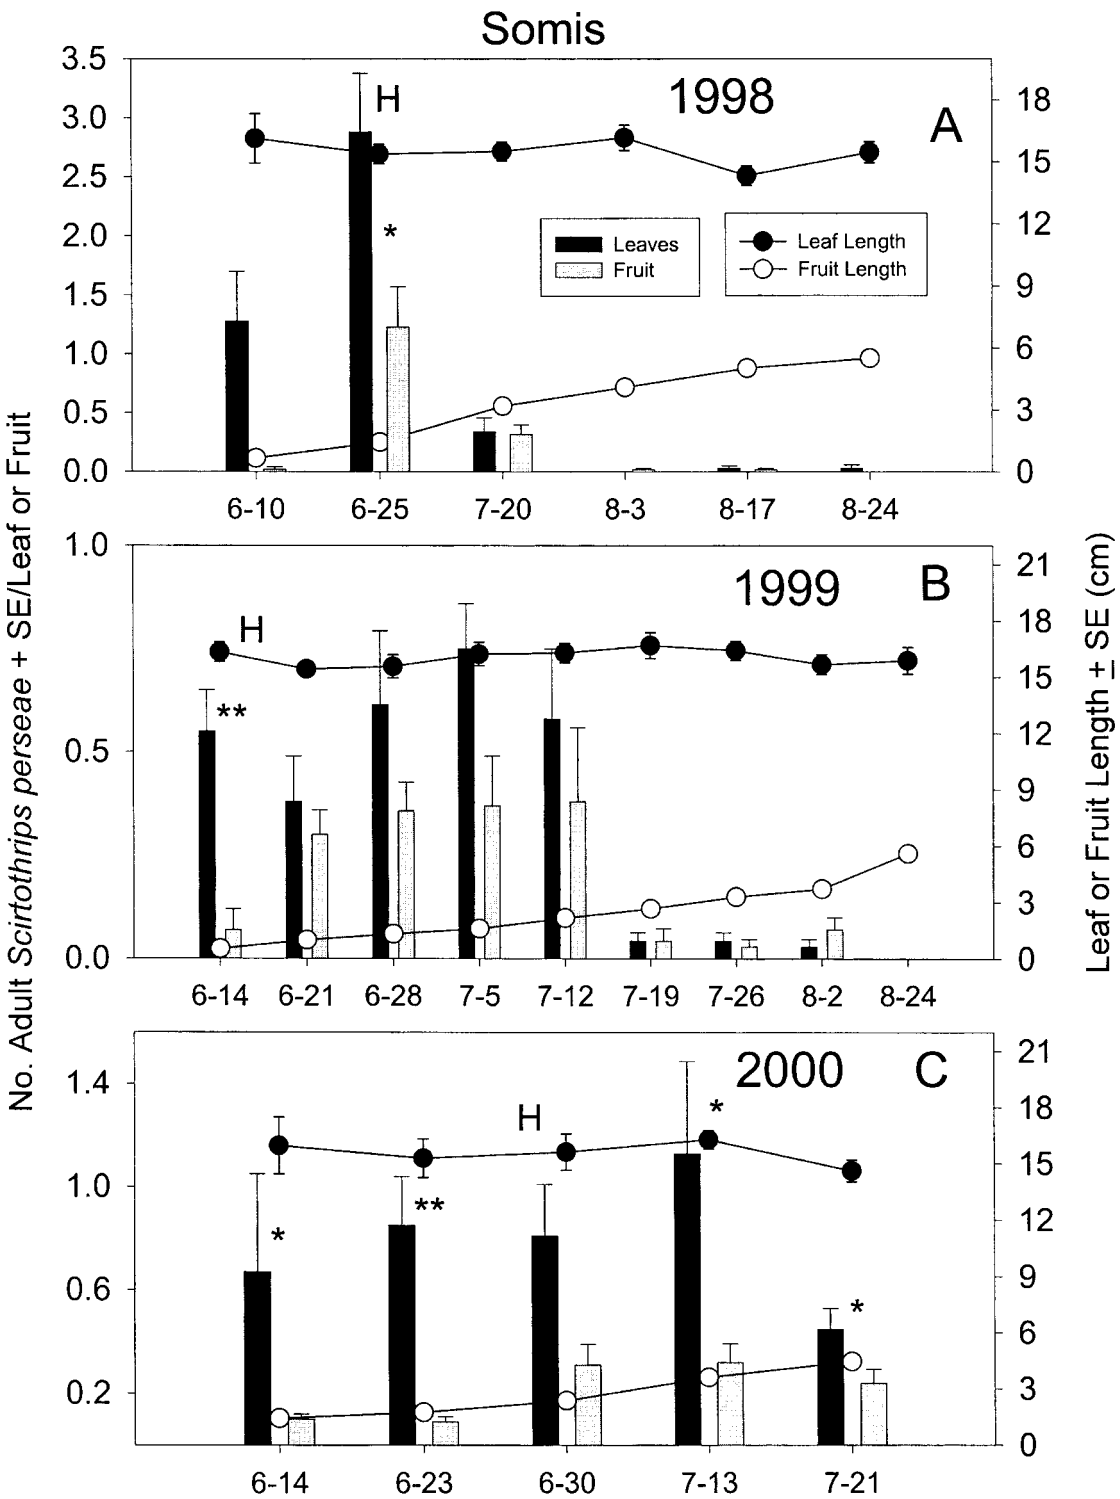 Somis
No. Adult Scirtothrips perseae + SE/Leaf or Fruit
Leaf or Fruit Length ± SE (cm)
1998
A
H
*
Leaves
Fruit
Leaf Length
Fruit Length
3.5
3.0
2.5
2.0
1.5
1.0
0.5
0.0
18
15
12
9
6
3
0
6-10 6-25 7-20 8-3 8-17 8-24
1999
B
H
**
1.0
0.5
0.0
21
18
15
12
9
6
3
0
6-14 6-21 6-28 7-5 7-12 7-19 7-26 8-2 8-24
2000
C
H
*
**
*
*
1.4
1.0
0.6
0.2
21
18
15
12
9
6
3
0
6-14 6-23 6-30 7-13 7-21